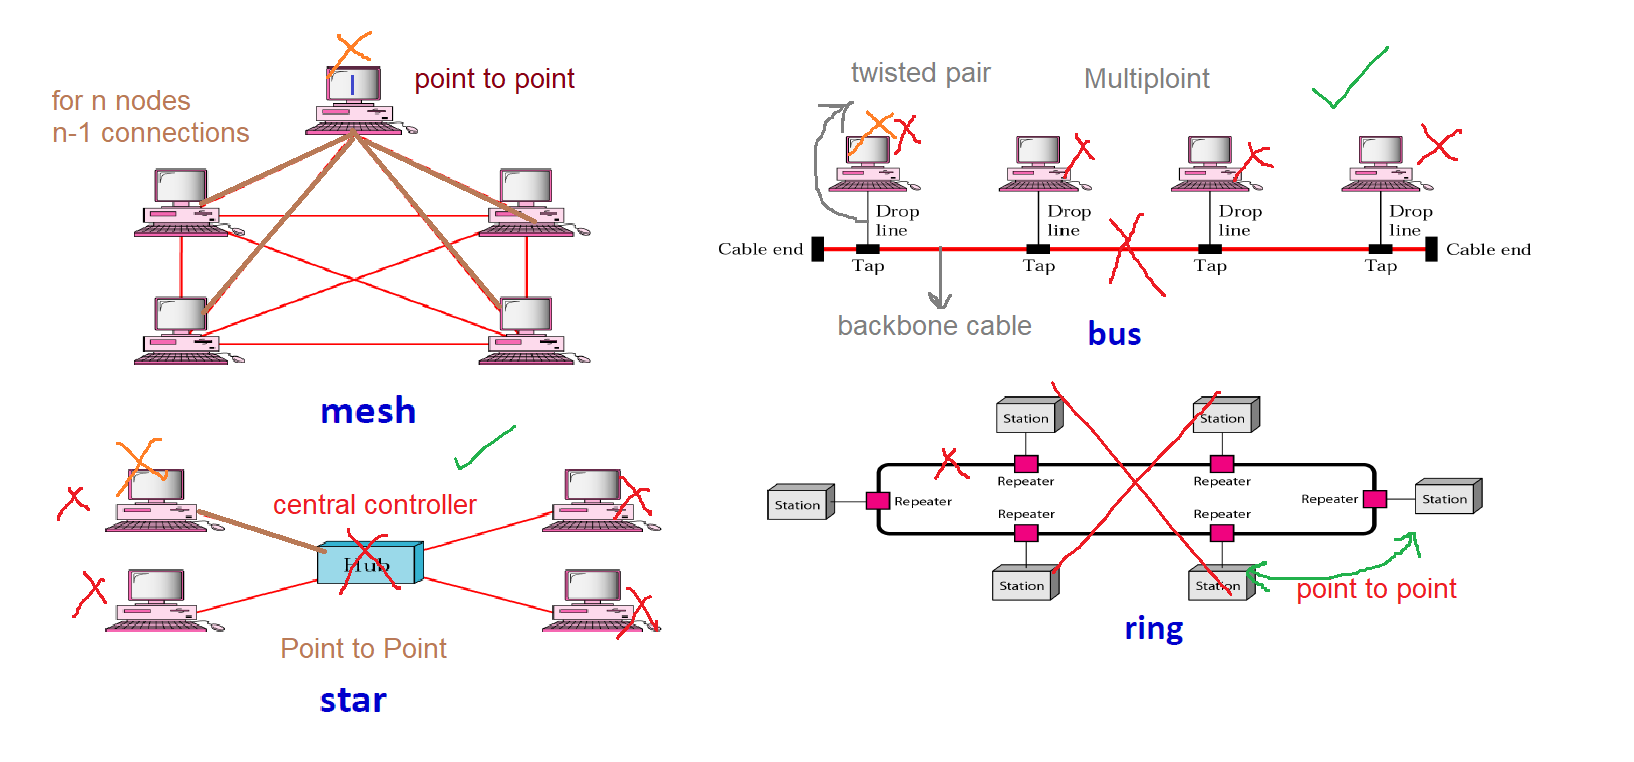 point to point
for n nodes
n-1 connections
mesh
twisted pair
Multiploint
Drop
line
Drop
line
Drop
line
Drop
line
Cable end
Tap
Tap
Tap
Tap
Cable end
backbone cable
bus
central controller
Hub
Point to Point
star
Station
Station
Repeater
Repeater
Station
Repeater
Repeater
Station
Repeater
Repeater
Station
Station
point to point
ring